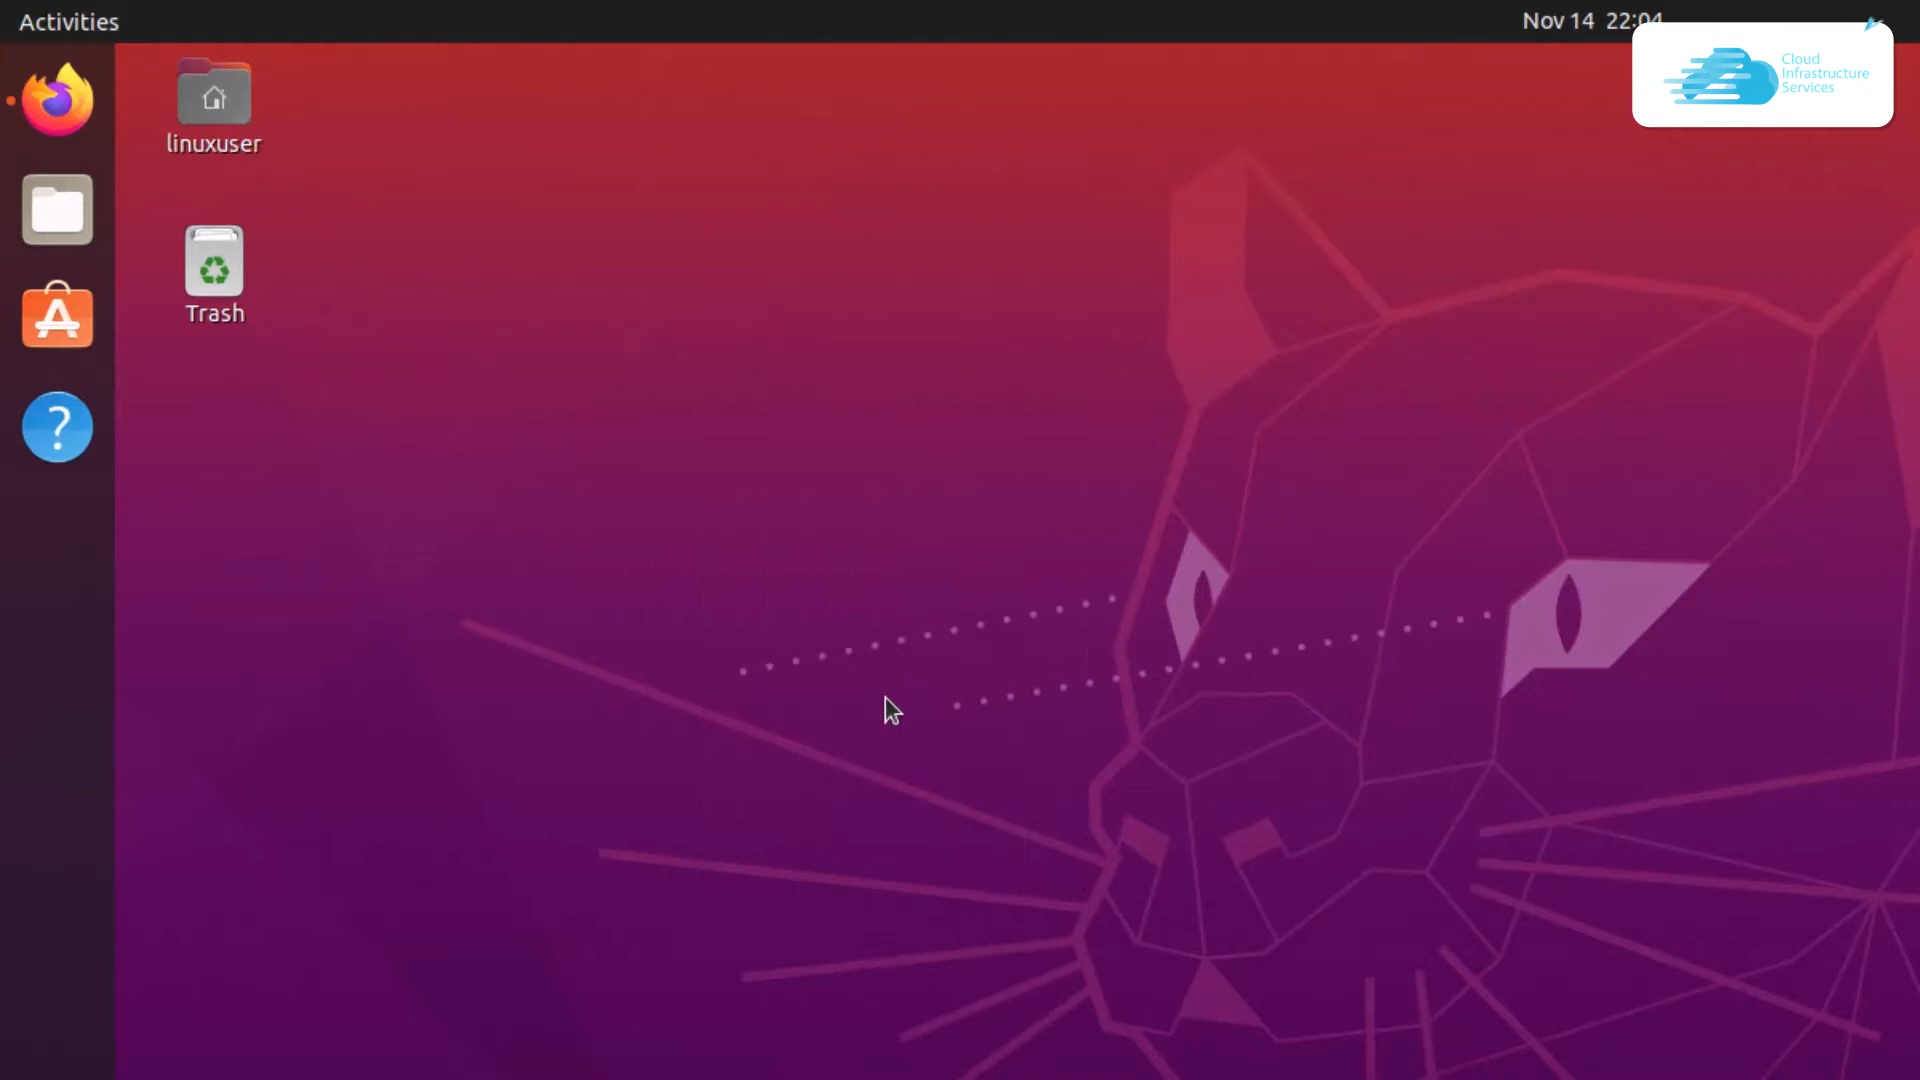 Activities
Nov 14 22:04
Cloud
Infrastructure
Services
linuxuser
Trash